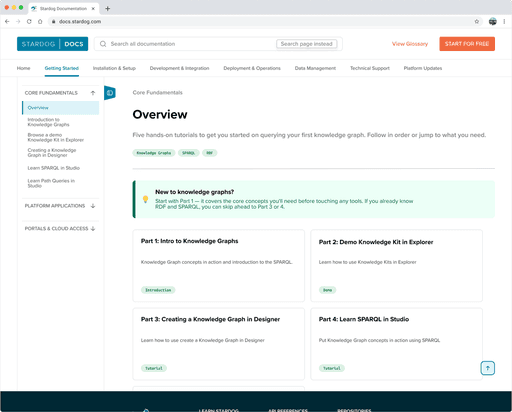 Stardog Documentation
docs.stardog.com
STARDOG DOCS
Search all documentation
Search page instead
View Glossary
START FOR FREE
Home
Getting Started
Installation & Setup
Development & Integration
Deployment & Operations
Data Management
Technical Support
Platform Updates
CORE FUNDAMENTALS
Overview
Introduction to
Knowledge Graphs
Browse a demo
Knowledge Kit in Explorer
Creating a Knowledge
Graph in Designer
Learn SPARQL in Studio
Learn Path Queries in
Studio
PLATFORM APPLICATIONS
PORTALS & CLOUD ACCESS
Core Fundamentals
Overview
Five hands-on tutorials to get you started on querying your first knowledge graph. Follow in order or jump to what you need.
Knowledge Graphs
SPARQL
RDF
New to knowledge graphs?
Start with Part 1 — it covers the core concepts you'll need before touching any tools. If you already know
RDF and SPARQL, you can skip ahead to Part 3 or 4.
Part 1: Intro to Knowledge Graphs
Knowledge Graph concepts in action and introduction to the SPARQL.
Introduction
Part 2: Demo Knowledge Kit in Explorer
Learn how to use Knowledge Kits in Explorer
Demo
Part 3: Creating a Knowledge Graph in Designer
Learn how to use create a Knowledge Graph in Designer
Tutorial
Part 4: Learn SPARQL in Studio
Put Knowledge Graph concepts in action using SPARQL
Tutorial
LEARN STARDOG
API REFERENCES
REPOSITORIES